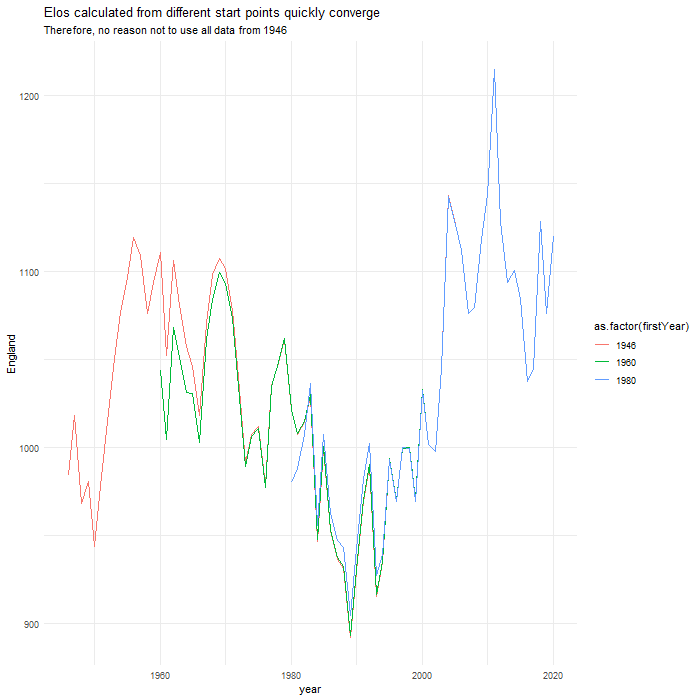 Elos calculated from different start points quickly converge
Therefore, no reason not to use all data from 1946
1200
1100
1000
900
England
1960
1980
2000
2020
year
as.factor(firstYear)
1946
1960
1980